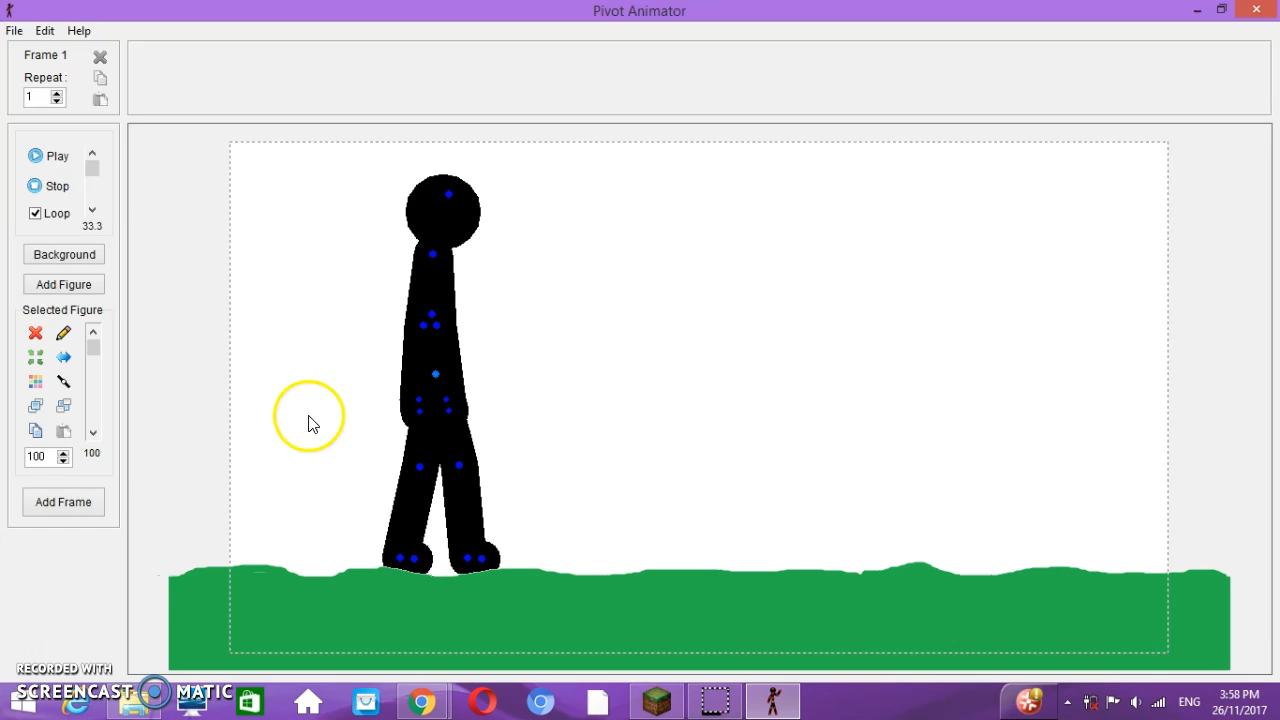 Pivot Animator
File Edit Help
Frame 1
Repeat :
1
Play
Stop
Loop
33.3
Background
Add Figure
Selected Figure
100 100
Add Frame
RECORDED WITH
SCREENCAST MATIC
ENG
3:58 PM
26/11/2017